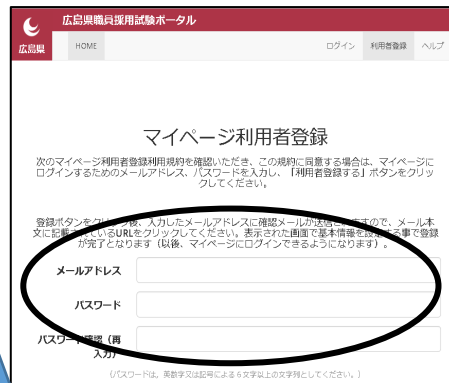 広島県職員採用試験ポータル
広島県
HOME
ログイン 利用者登録 ヘルプ
マイページ利用者登録
次のマイページ利用者登録利用規約を確認いただき、この規約に同意する場合は、マイページに
ログインするためのメールアドレス、パスワードを入力し、「利用者登録する」ボタンをクリッ
クしてください。
登録ボタンをクリック後、入力したメールアドレスに確認メールが送信されますので、メール本
文に記載されているURLをクリックしてください。表示された画面で基本情報を設定する事で登録
が完了となります（以後、マイページにログインできるようになります）。
メールアドレス
パスワード
パスワード確認（再
入力）
（パスワードは、英数字又は記号による６文字以上の文字列としてください。）